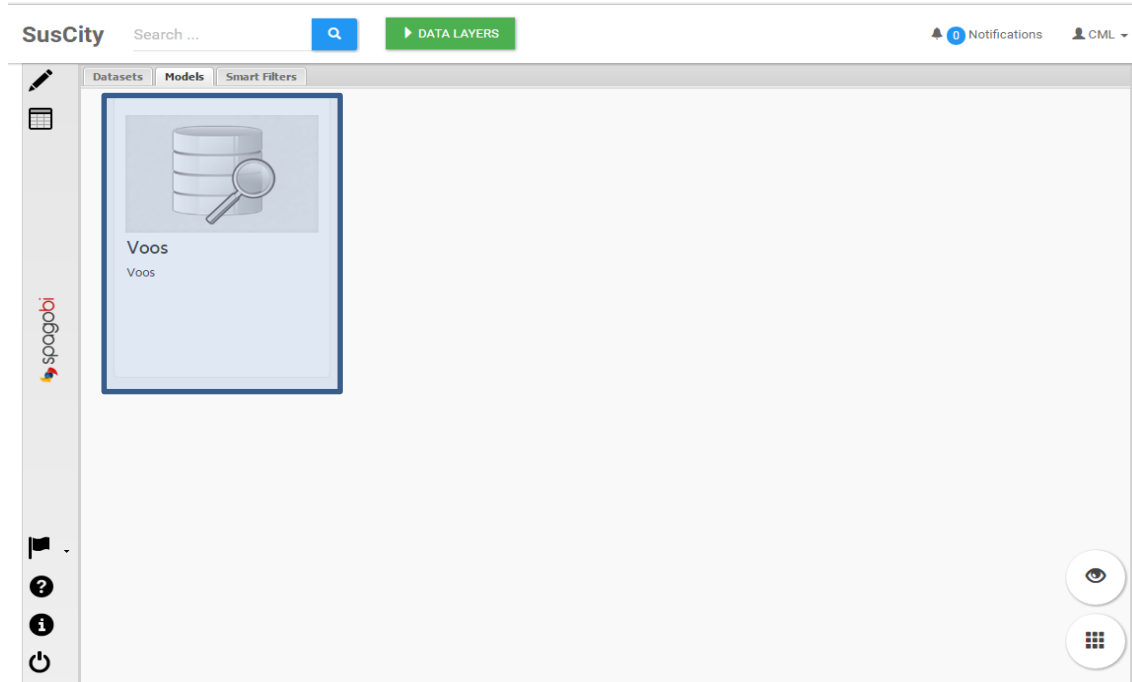 SusCity
Search ...
DATA LAYERS
0 Notifications
CML
Datasets
Models
Smart Filters
Voos
Voos
spagobi